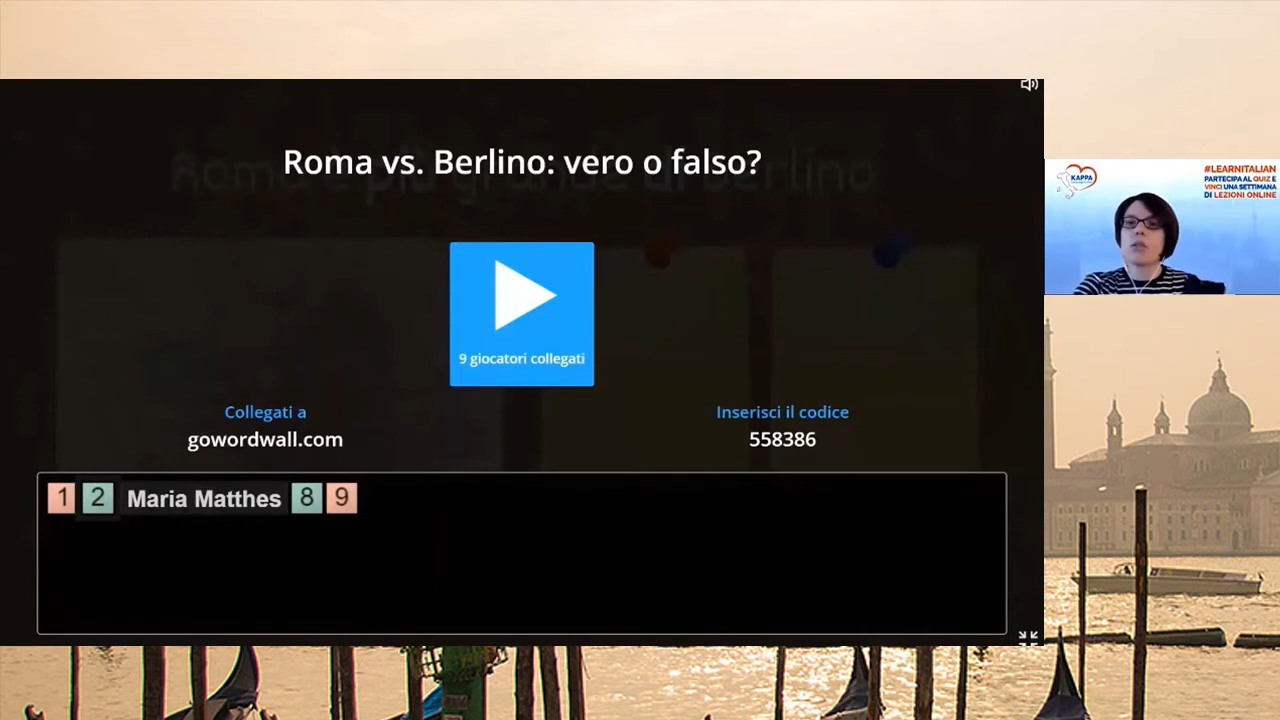 Roma vs. Berlino: vero o falso?
9 giocatori collegati
Collegati a
gowordwall.com
Inserisci il codice
558386
1 2 Maria Matthes 8 9
KAPPA
#LEARNITALIAN
PARTECIPA AL QUIZ E
VINCI UNA SETTIMANA
DI LEZIONI ONLINE